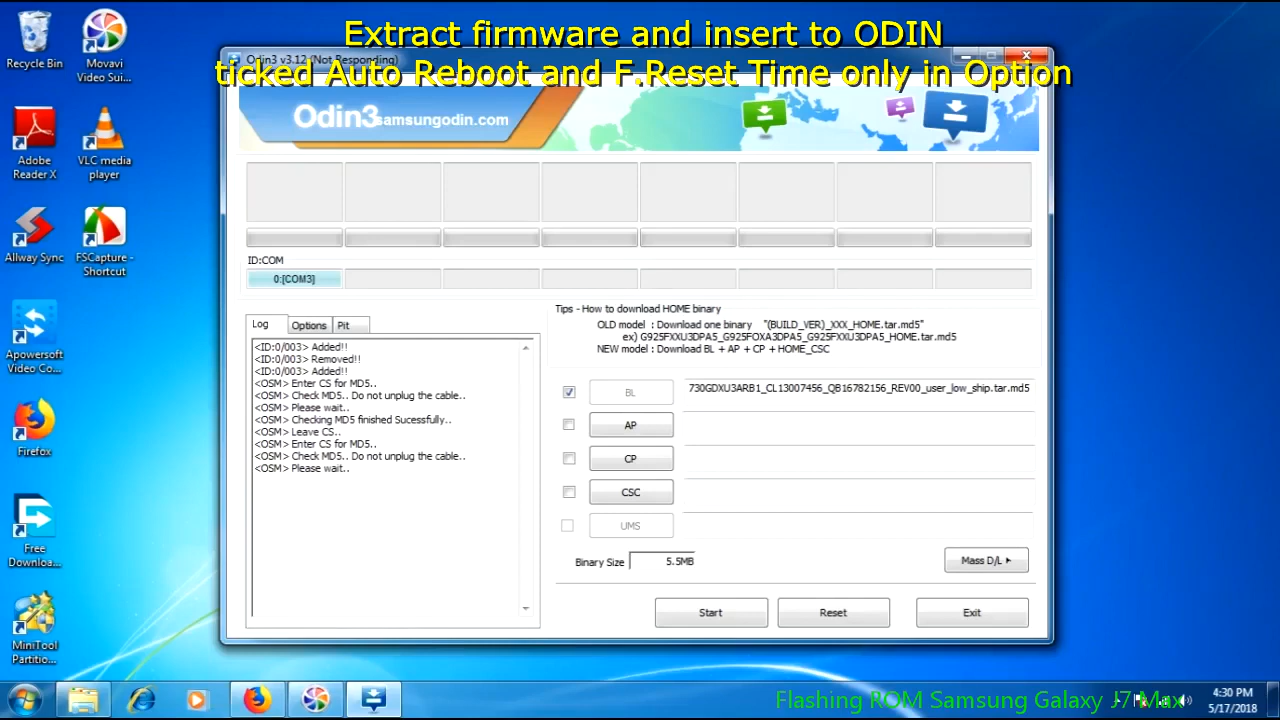 Extract firmware and insert to ODIN
Odin3 v3.12 (Not Responding)
ticked Auto Reboot and F.Reset Time only in Option
Recycle Bin
Movavi
Video Sui...
Adobe
Reader X
VLC media
player
Allway Sync
FSCapture -
Shortcut
Apowersoft
Video Co...
Firefox
Free
Downloa...
MiniTool
Partitio...
Odin3
samsungodin.com
ID:COM
0:[COM3]
Log
Options
Pit
<ID:0/003> Added!!
<ID:0/003> Removed!!
<ID:0/003> Added!!
<OSM> Enter CS for MD5..
<OSM> Check MD5.. Do not unplug the cable..
<OSM> Please wait..
<OSM> Checking MD5 finished Sucessfully..
<OSM> Leave CS..
<OSM> Enter CS for MD5..
<OSM> Check MD5.. Do not unplug the cable..
<OSM> Please wait..
Tips - How to download HOME binary
OLD model : Download one binary "(BUILD_VER)_XXX_HOME.tar.md5"
ex) G925FXXU3DPA5_G925FOXA3DPA5_G925FXXU3DPA5_HOME.tar.md5
NEW model : Download BL + AP + CP + HOME_CSC
BL
730GDXU3ARB1_CL13007456_QB16782156_REV00_user_low_ship.tar.md5
AP
CP
CSC
UMS
Binary Size
5.5MB
Mass D/L
Start
Reset
Exit
Flashing ROM Samsung Galaxy J7 Max
4:30 PM
5/17/2018